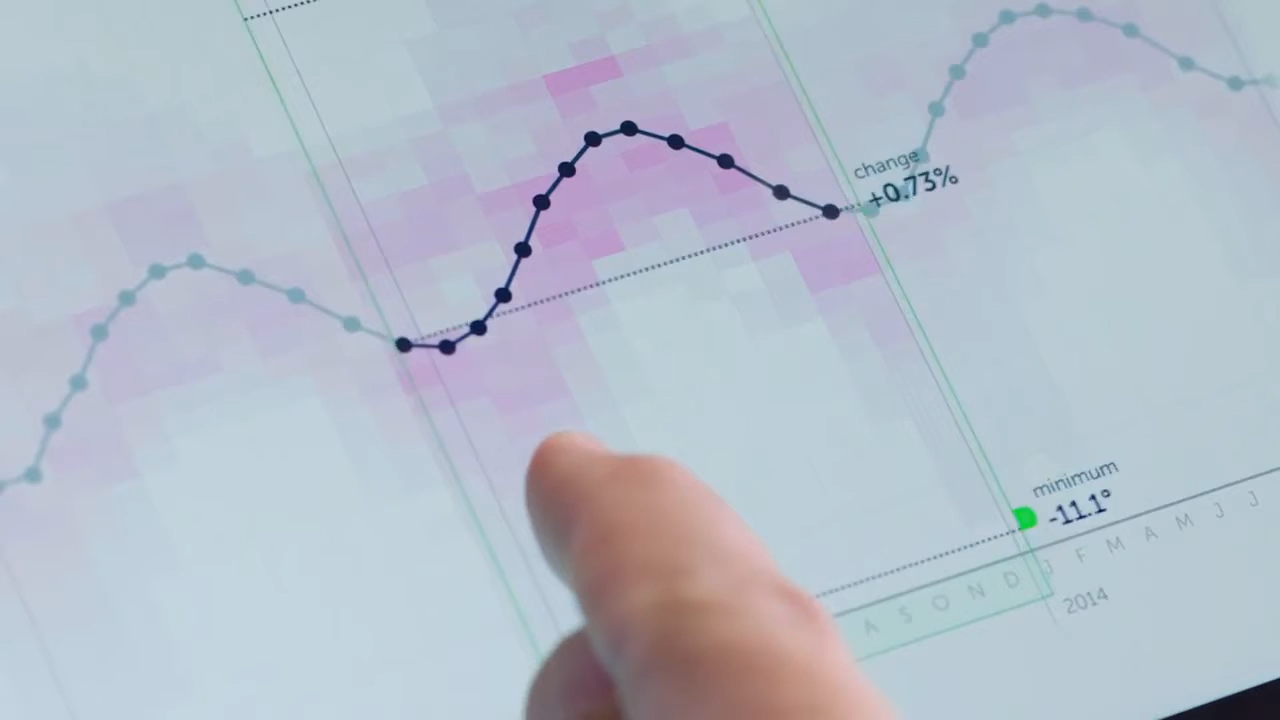 change
+0.73%
minimum
-11.1°
A S O N D J F M A M J J
2014